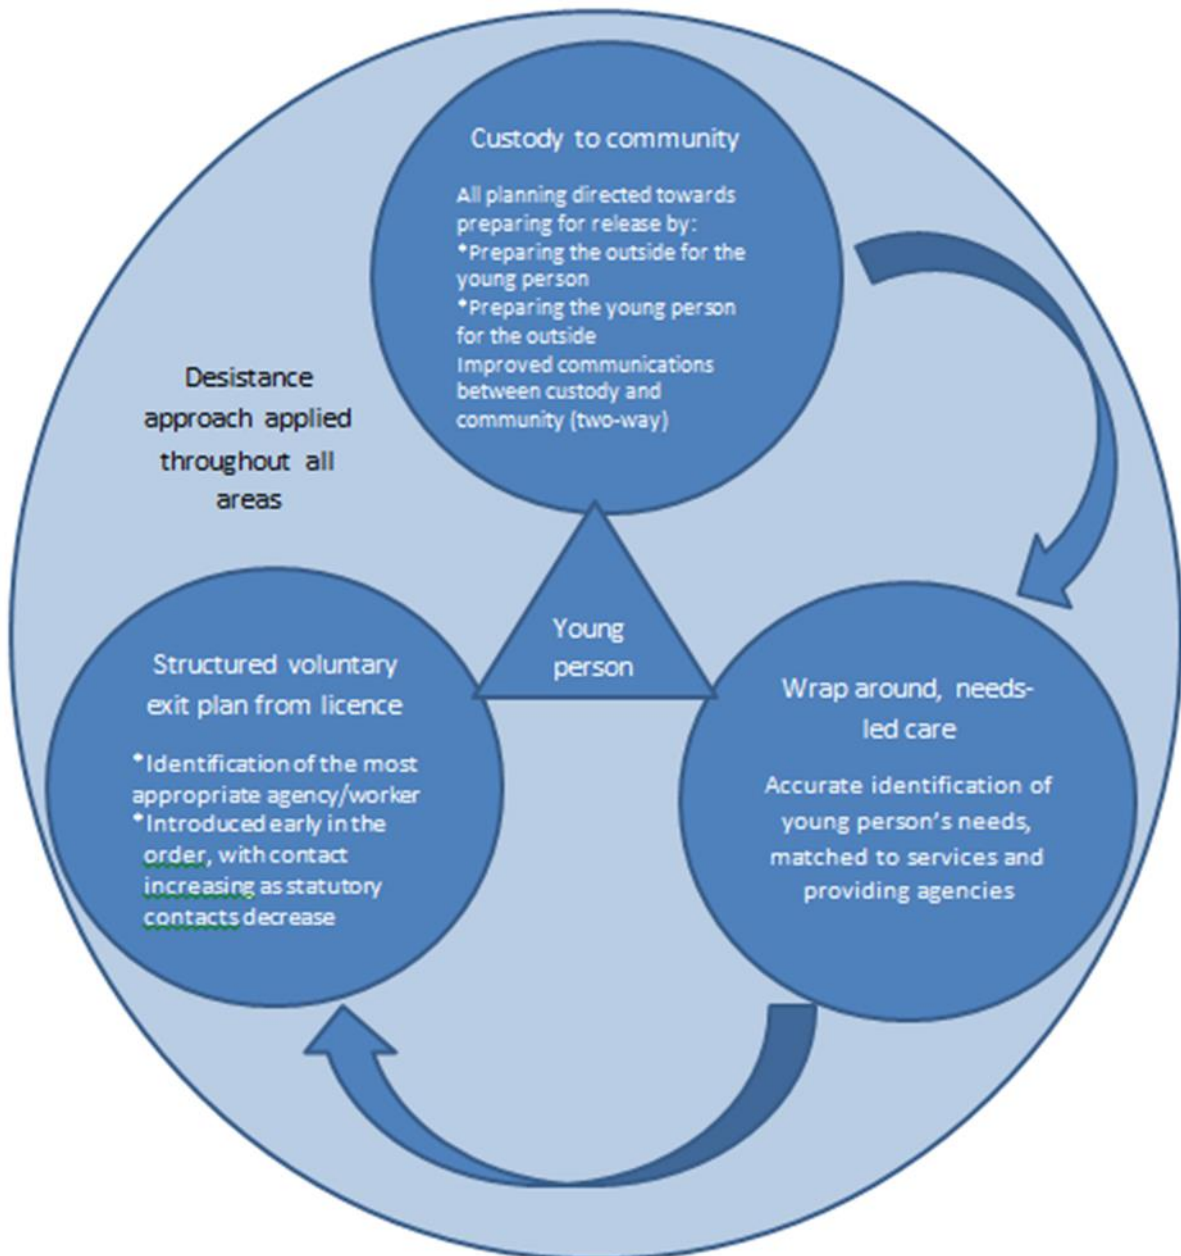 Custody to community
All planning directed towards
preparing for release by:
*Preparing the outside for the
young person
*Preparing the young person
for the outside
Improved communications
between custody and
community (two-way)
Desistance
approach applied
throughout all
areas
Young
person
Wrap around, needs-
led care
Accurate identification of
young person's needs,
matched to services and
providing agencies
Structured voluntary
exit plan from licence
*Identification of the most
appropriate agency/worker
*Introduced early in the
order, with contact
increasing as statutory
contacts decrease